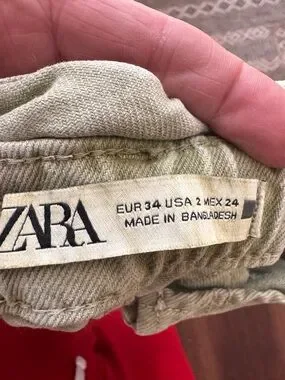 ZARA
EUR 34 USA 2 MEX 24
MADE IN BANGLADESH